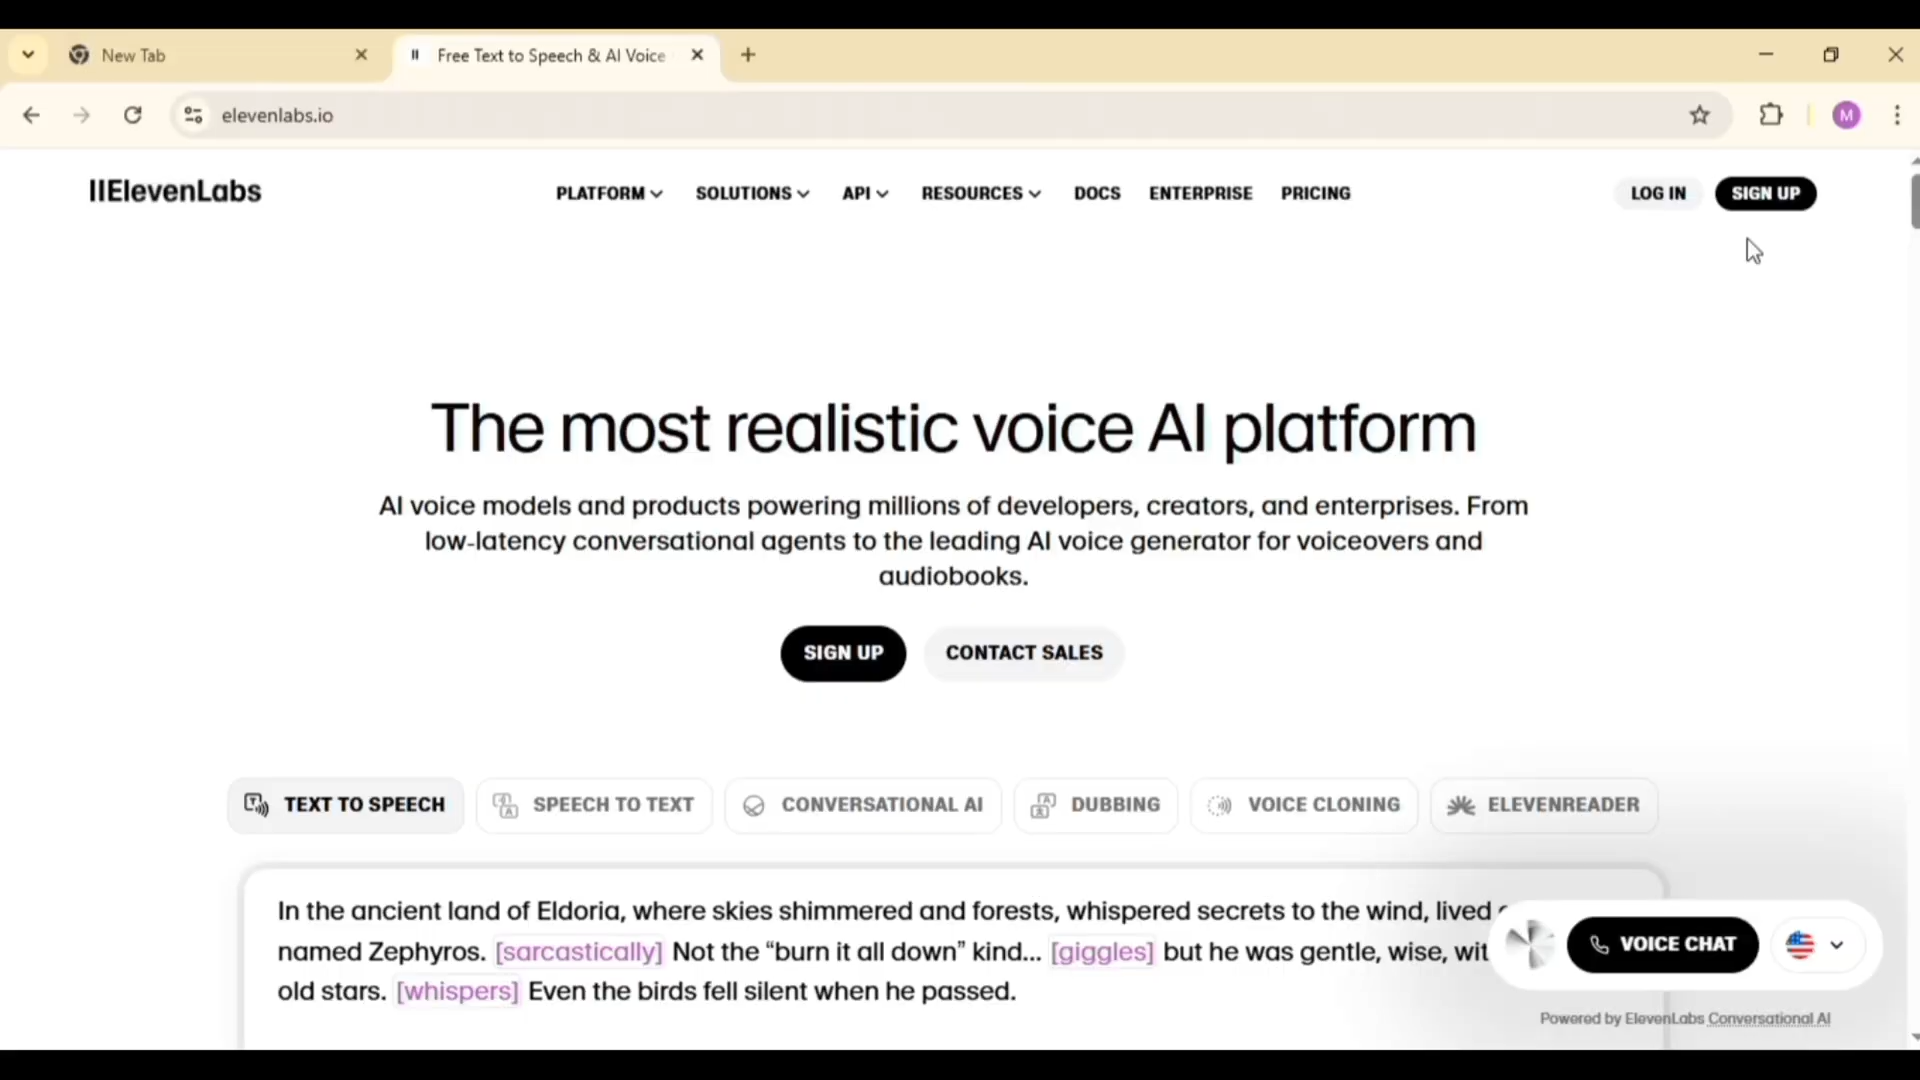 New Tab
Free Text to Speech & AI Voice
elevenlabs.io
M
IIElevenLabs
PLATFORM SOLUTIONS API RESOURCES DOCS ENTERPRISE PRICING
LOG IN SIGN UP
The most realistic voice AI platform
AI voice models and products powering millions of developers, creators, and enterprises. From
low-latency conversational agents to the leading AI voice generator for voiceovers and
audiobooks.
SIGN UP CONTACT SALES
TEXT TO SPEECH SPEECH TO TEXT CONVERSATIONAL AI DUBBING VOICE CLONING ELEVENREADER
In the ancient land of Eldoria, where skies shimmered and forests, whispered secrets to the wind, lived
named Zephyros. [sarcastically] Not the “burn it all down” kind... [giggles] but he was gentle, wise,
old stars. [whispers] Even the birds fell silent when he passed.
VOICE CHAT
Powered by ElevenLabs Conversational AI